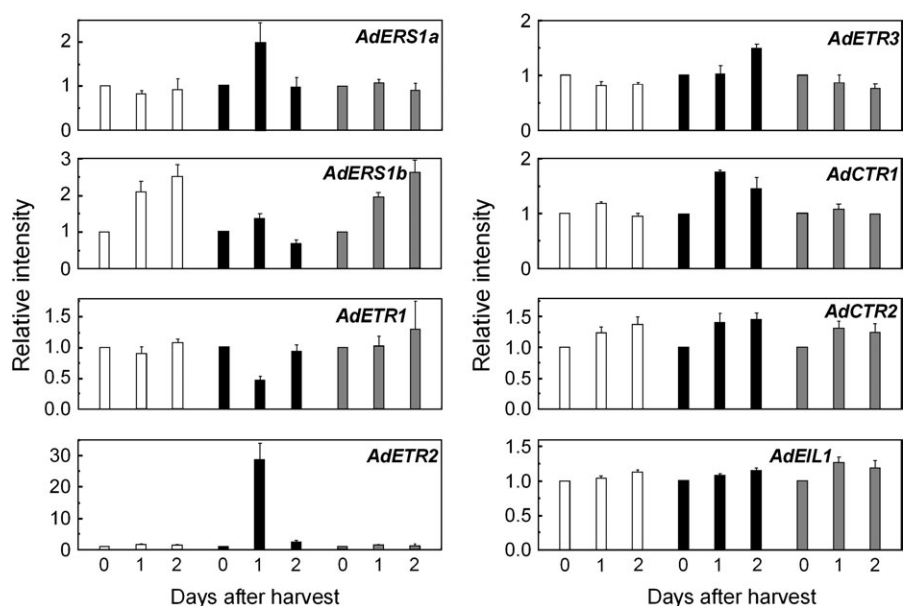 AdERS1a
2
1
0
AdERS1b
3
2
1
0
AdETR1
1.5
1.0
0.5
0.0
AdETR2
30
20
10
0
0 1 2 0 1 2 0 1 2
Days after harvest
Relative intensity
AdETR3
2
1
0
AdCTR1
2
1
0
AdCTR2
1.5
1.0
0.5
0.0
AdEIL1
1.5
1.0
0.5
0.0
0 1 2 0 1 2 0 1 2
Days after harvest
Relative intensity